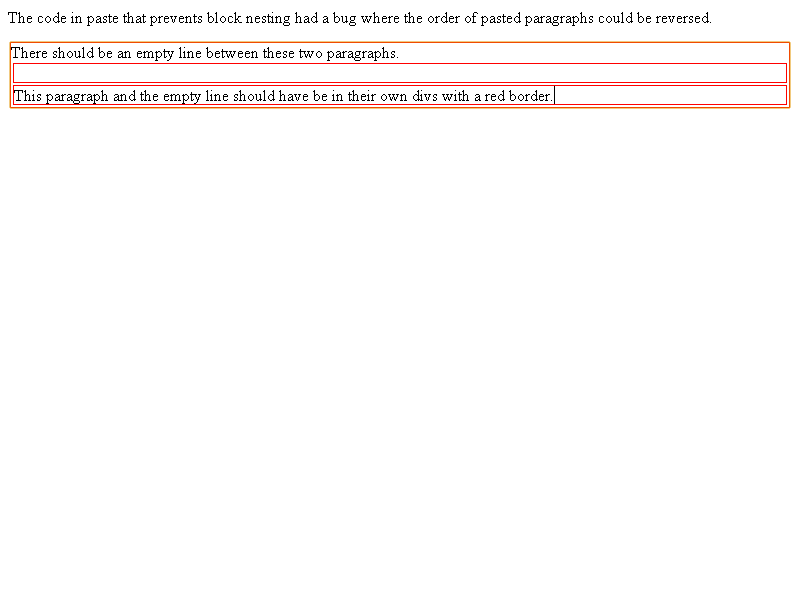 The code in paste that prevents block nesting had a bug where the order of pasted paragraphs could be reversed.
There should be an empty line between these two paragraphs.
This paragraph and the empty line should have be in their own divs with a red border.